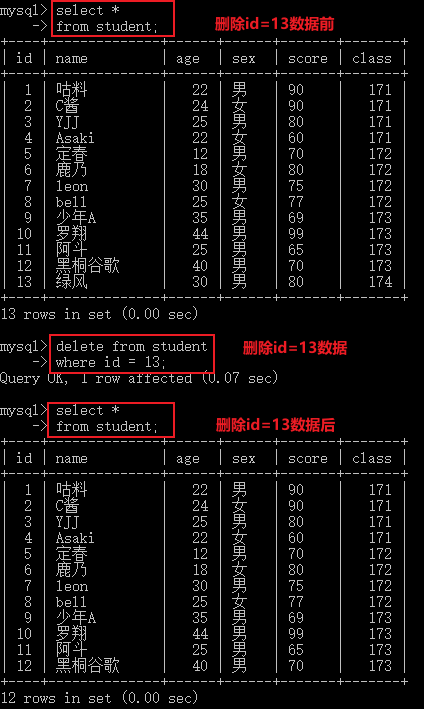 mysql> select *
    -> from student;
删除id=13数据前
+----+----------+-----+-----+-------+-------+
| id | name | age | sex | score | class |
+----+----------+-----+-----+-------+-------+
| 1 | 咕料 | 22 | 男 | 90 | 171 |
| 2 | C酱 | 24 | 女 | 90 | 171 |
| 3 | YJJ | 25 | 男 | 80 | 171 |
| 4 | Asaki | 22 | 女 | 60 | 171 |
| 5 | 定春 | 12 | 男 | 70 | 172 |
| 6 | 鹿乃 | 18 | 女 | 80 | 172 |
| 7 | leon | 30 | 男 | 75 | 172 |
| 8 | bell | 25 | 女 | 77 | 172 |
| 9 | 少年A | 35 | 男 | 69 | 173 |
| 10 | 罗翔 | 44 | 男 | 99 | 173 |
| 11 | 阿斗 | 25 | 男 | 65 | 173 |
| 12 | 黑桐谷歌 | 40 | 男 | 70 | 173 |
| 13 | 绿风 | 30 | 男 | 80 | 174 |
+----+----------+-----+-----+-------+-------+
13 rows in set (0.00 sec)
mysql> delete from student
    -> where id = 13;
删除id=13数据
Query OK, 1 row affected (0.07 sec)
mysql> select *
    -> from student;
删除id=13数据后
+----+----------+-----+-----+-------+-------+
| id | name | age | sex | score | class |
+----+----------+-----+-----+-------+-------+
| 1 | 咕料 | 22 | 男 | 90 | 171 |
| 2 | C酱 | 24 | 女 | 90 | 171 |
| 3 | YJJ | 25 | 男 | 80 | 171 |
| 4 | Asaki | 22 | 女 | 60 | 171 |
| 5 | 定春 | 12 | 男 | 70 | 172 |
| 6 | 鹿乃 | 18 | 女 | 80 | 172 |
| 7 | leon | 30 | 男 | 75 | 172 |
| 8 | bell | 25 | 女 | 77 | 172 |
| 9 | 少年A | 35 | 男 | 69 | 173 |
| 10 | 罗翔 | 44 | 男 | 99 | 173 |
| 11 | 阿斗 | 25 | 男 | 65 | 173 |
| 12 | 黑桐谷歌 | 40 | 男 | 70 | 173 |
+----+----------+-----+-----+-------+-------+
12 rows in set (0.00 sec)